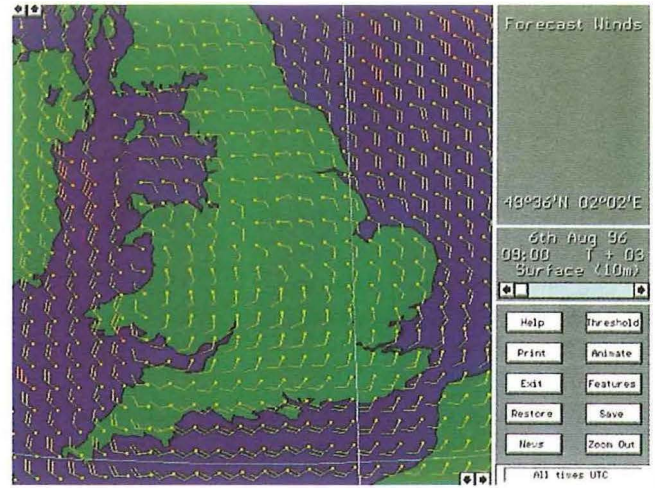 Forecast Winds
49°36'N 02°02'E
6th Aug 96
09:00 T + 03
Surface (10m)
Help Threshold
Print Animate
Exit Features
Restore Save
News Zoom Out
All times UTC